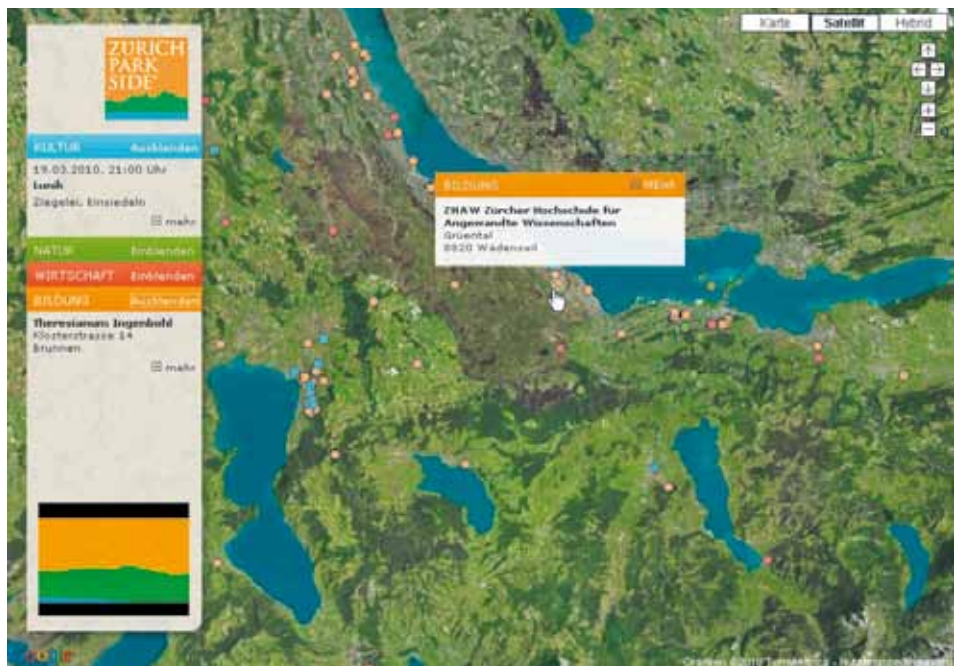 ZURICH
PARK
SIDE
KULTUR Ausblenden
19.03.2010, 21:00 Uhr
Ziegelei, Einsiedeln
mehr
NATUR Einblenden
WIRTSCHAFT Einblenden
BILDUNG Ausblenden
Theresianum Ingenbohl
Klosterstrasse 14
Brunnen
mehr
Karte Satellit Hybrid
BILDUNG
ZHAW Zürcher Hochschule für
Angewandte Wissenschaften
Grüental
8820 Wädenswil